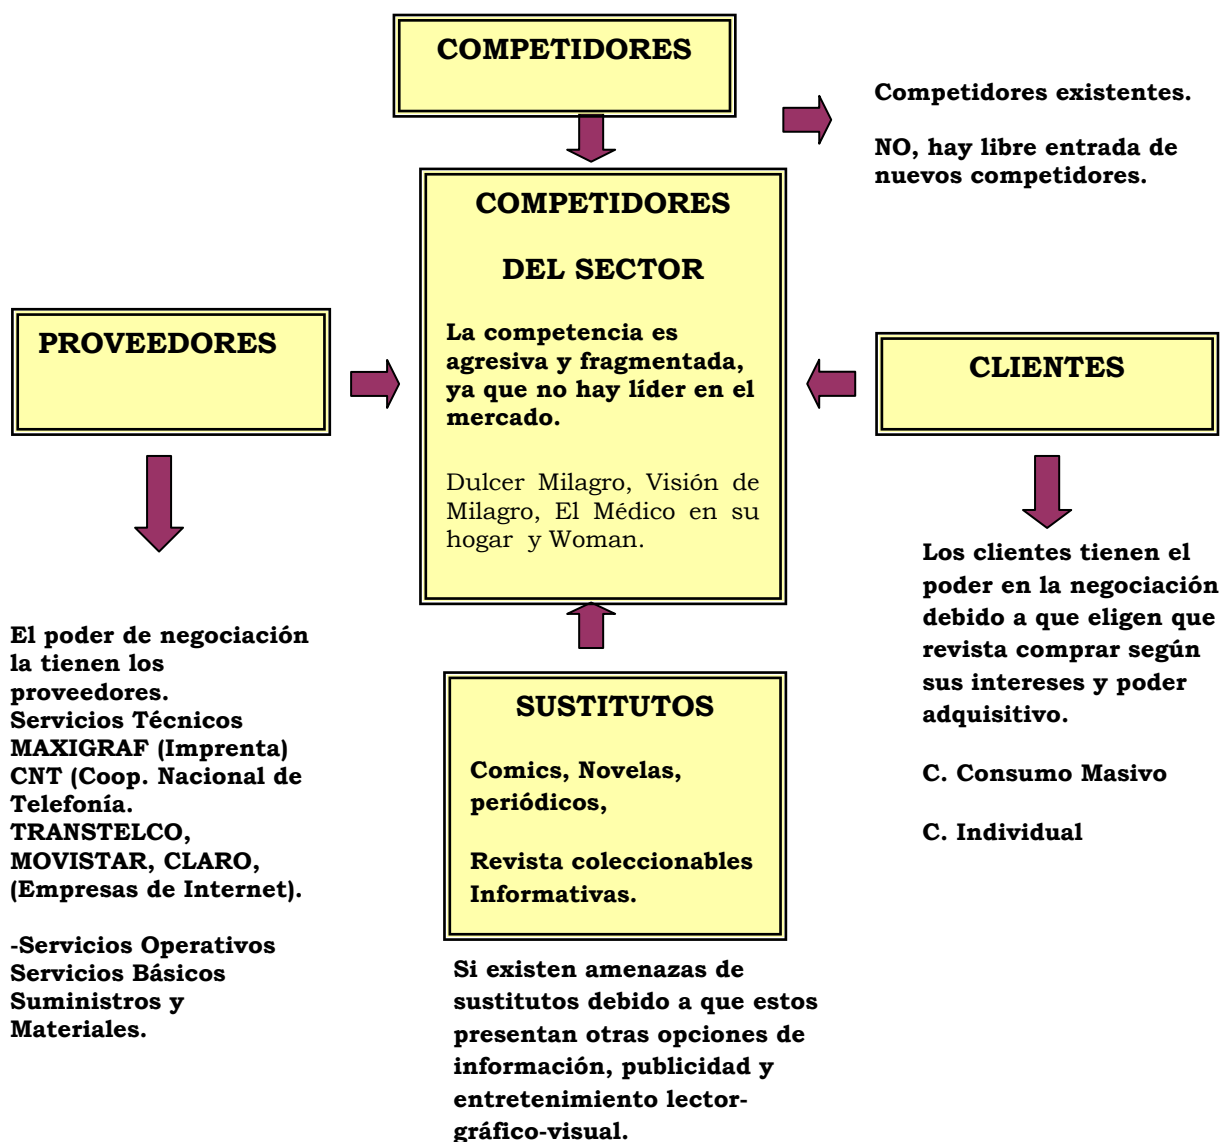 COMPETIDORES
Competidores existentes.
NO, hay libre entrada de
nuevos competidores.
COMPETIDORES
DEL SECTOR
La competencia es
agresiva y fragmentada,
ya que no hay líder en el
mercado.
Dulcer Milagro, Visión de
Milagro, El Médico en su
hogar y Woman.
PROVEEDORES
CLIENTES
El poder de negociación
la tienen los
proveedores.
Servicios Técnicos
MAXIGRAF (Imprenta)
CNT (Coop. Nacional de
Telefonía.
TRANSTELCO,
MOVISTAR, CLARO,
(Empresas de Internet).
-Servicios Operativos
Servicios Básicos
Suministros y
Materiales.
Los clientes tienen el
poder en la negociación
debido a que eligen que
revista comprar según
sus intereses y poder
adquisitivo.
C. Consumo Masivo
C. Individual
SUSTITUTOS
Comics, Novelas,
periódicos,
Revista coleccionables
Informativas.
Si existen amenazas de
sustitutos debido a que estos
presentan otras opciones de
información, publicidad y
entretenimiento lector-
gráfico-visual.